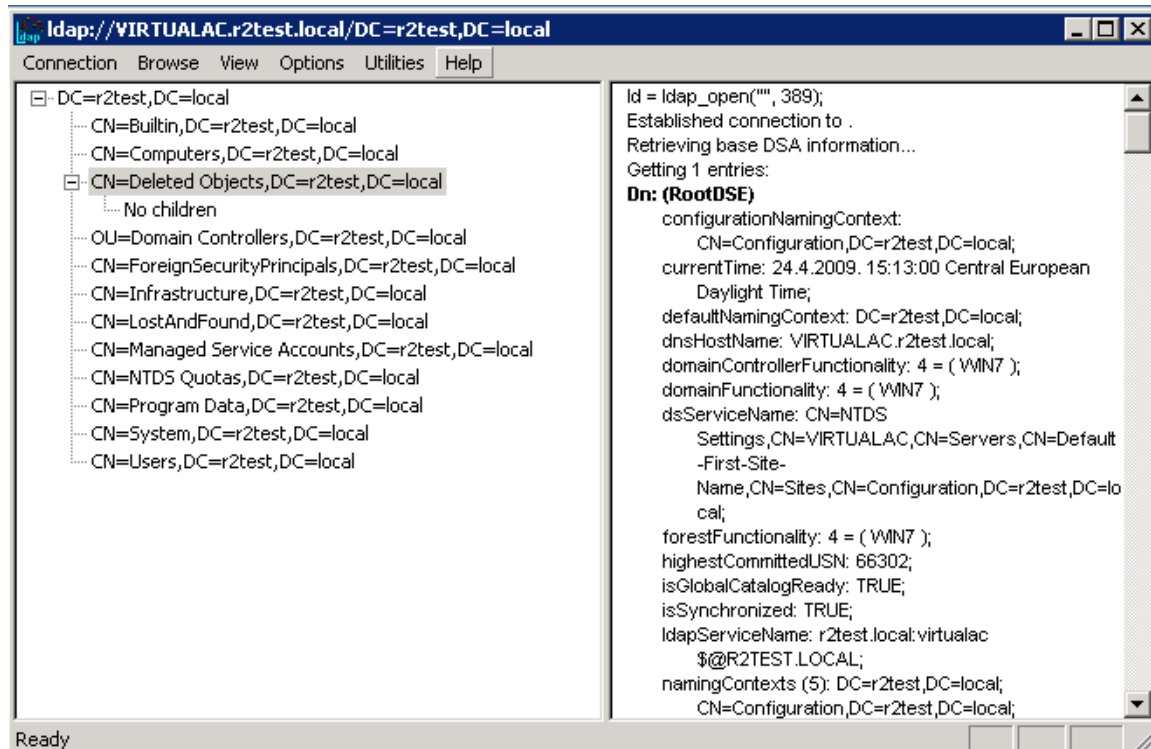 ldap
ldap://VIRTUALAC.r2test.local/DC=r2test,DC=local
Connection Browse View Options Utilities Help
DC=r2test,DC=local
CN=Builtin,DC=r2test,DC=local
CN=Computers,DC=r2test,DC=local
CN=Deleted Objects,DC=r2test,DC=local
No children
OU=Domain Controllers,DC=r2test,DC=local
CN=ForeignSecurityPrincipals,DC=r2test,DC=local
CN=Infrastructure,DC=r2test,DC=local
CN=LostAndFound,DC=r2test,DC=local
CN=Managed Service Accounts,DC=r2test,DC=local
CN=NTDS Quotas,DC=r2test,DC=local
CN=Program Data,DC=r2test,DC=local
CN=System,DC=r2test,DC=local
CN=Users,DC=r2test,DC=local
ld = ldap_open("", 389);
Established connection to .
Retrieving base DSA information...
Getting 1 entries:
Dn: (RootDSE)
configurationNamingContext:
CN=Configuration,DC=r2test,DC=local;
currentTime: 24.4.2009. 15:13:00 Central European
Daylight Time;
defaultNamingContext: DC=r2test,DC=local;
dnsHostName: VIRTUALAC.r2test.local;
domainControllerFunctionality: 4 = ( WIN7 );
domainFunctionality: 4 = ( WIN7 );
dsServiceName: CN=NTDS
Settings,CN=VIRTUALAC,CN=Servers,CN=Default
-First-Site-
Name,CN=Sites,CN=Configuration,DC=r2test,DC=lo
cal;
forestFunctionality: 4 = ( WIN7 );
highestCommittedUSN: 66302;
isGlobalCatalogReady: TRUE;
isSynchronized: TRUE;
ldapServiceName: r2test.local:virtualac
$@R2TEST.LOCAL;
namingContexts (5): DC=r2test,DC=local;
CN=Configuration,DC=r2test,DC=local;
Ready